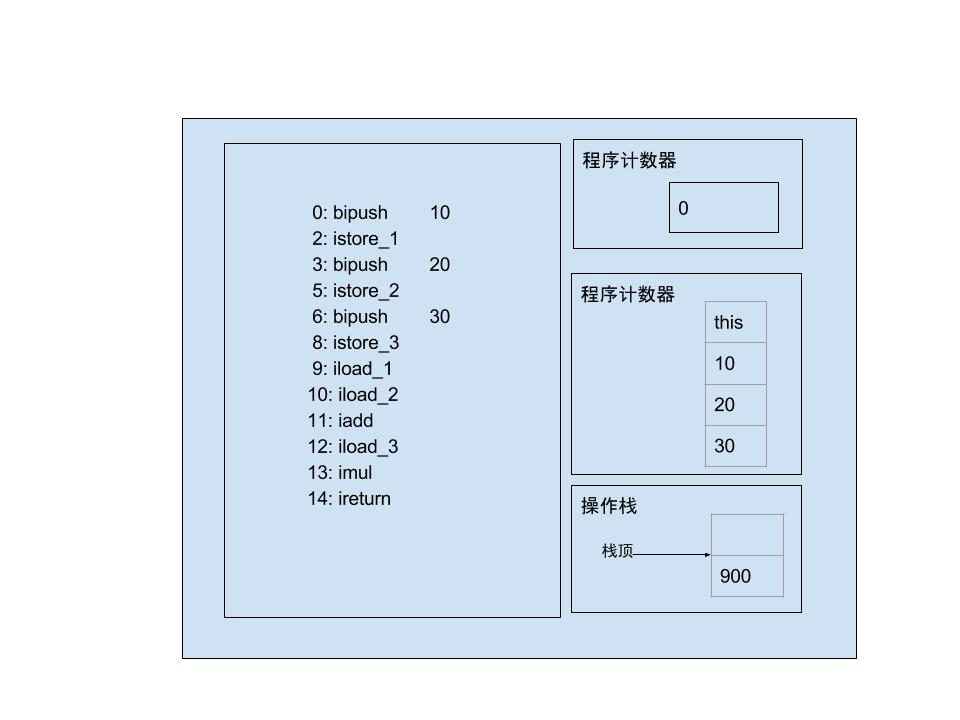 0: bipush 10
2: istore_1
3: bipush 20
5: istore_2
6: bipush 30
8: istore_3
9: iload_1
10: iload_2
11: iadd
12: iload_3
13: imul
14: ireturn
程序计数器
0
程序计数器
this
10
20
30
操作栈
栈顶
900